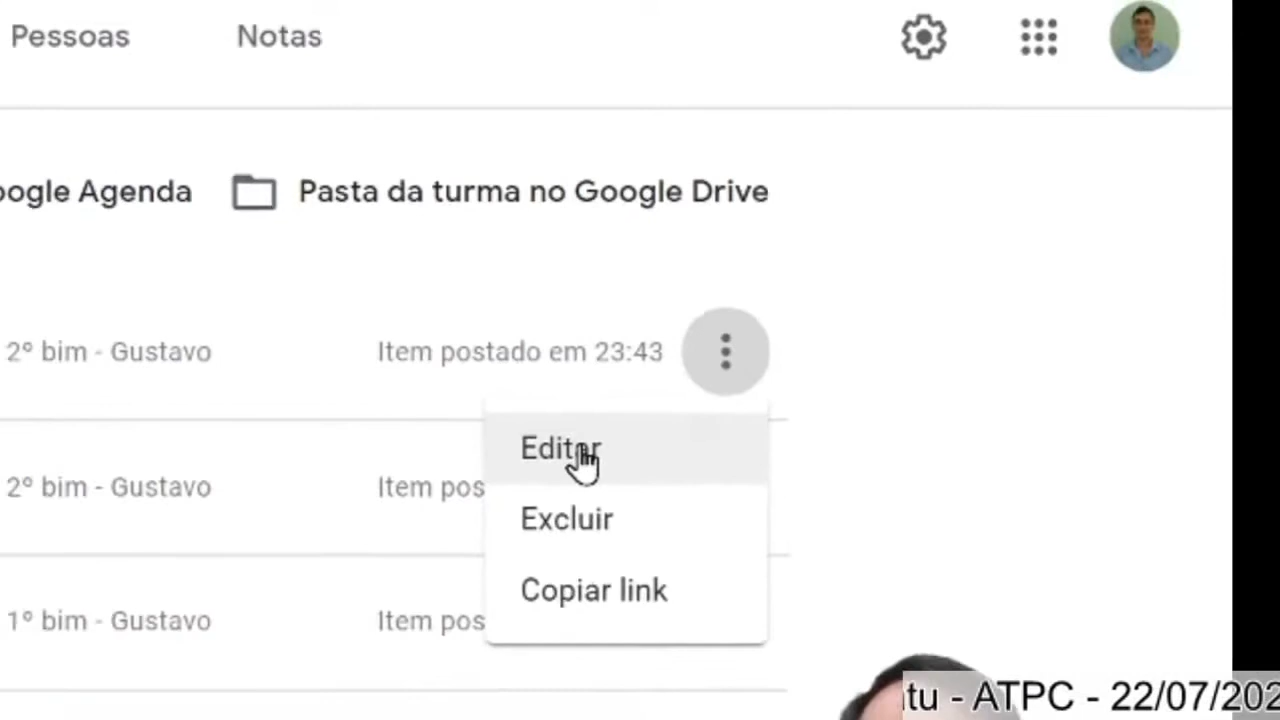 Pessoas Notas
oogle Agenda Pasta da turma no Google Drive
2º bim - Gustavo Item postado em 23:43
Editar
2º bim - Gustavo Item pos
Excluir
Copiar link
1º bim - Gustavo Item pos
tu - ATPC - 22/07/202